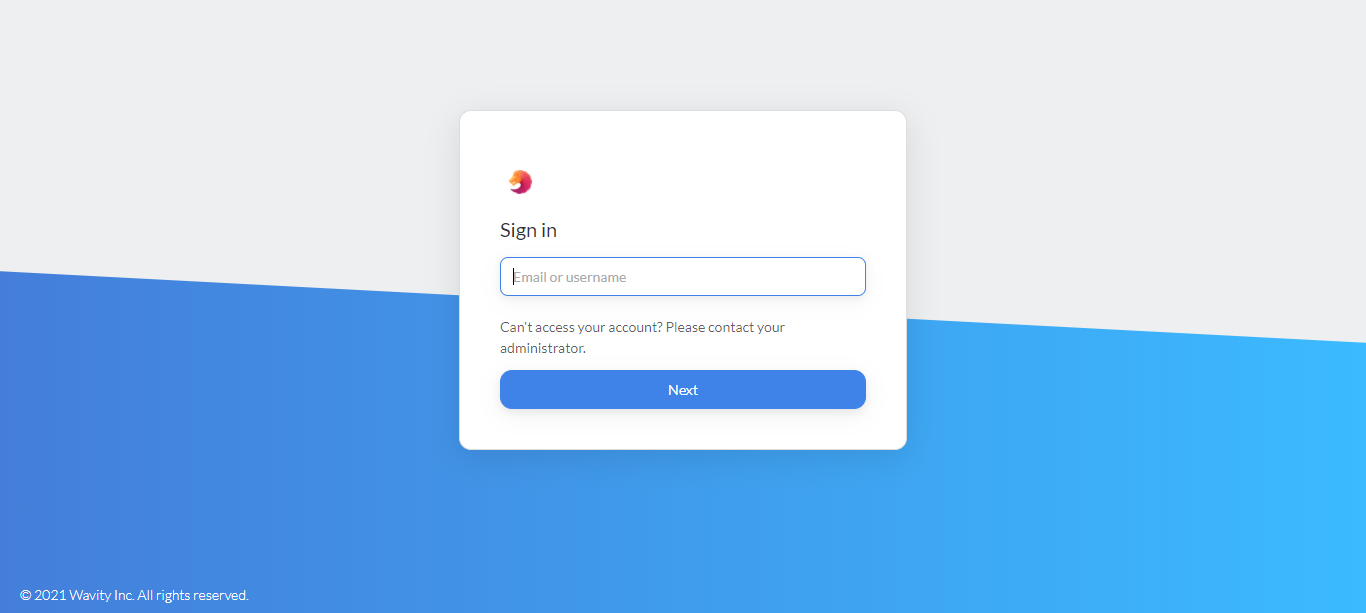 Sign in
Email or username
Can't access your account? Please contact your
administrator.
Next
© 2021 Wavity Inc. All rights reserved.